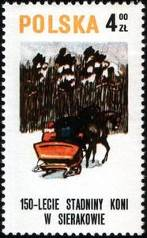 POLSKA 4.00 ZŁ
150-LECIE STADNINY KONI
W SIERAKOWIE